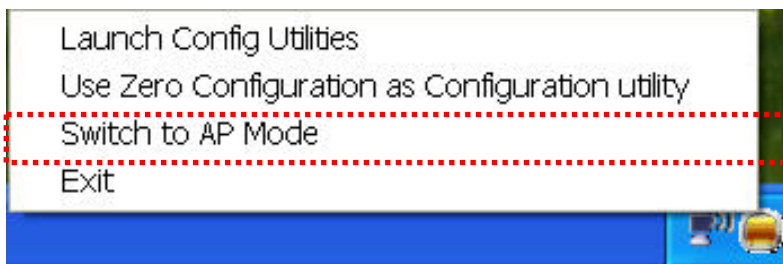 Launch Config Utilities
Use Zero Configuration as Configuration utility
Switch to AP Mode
Exit